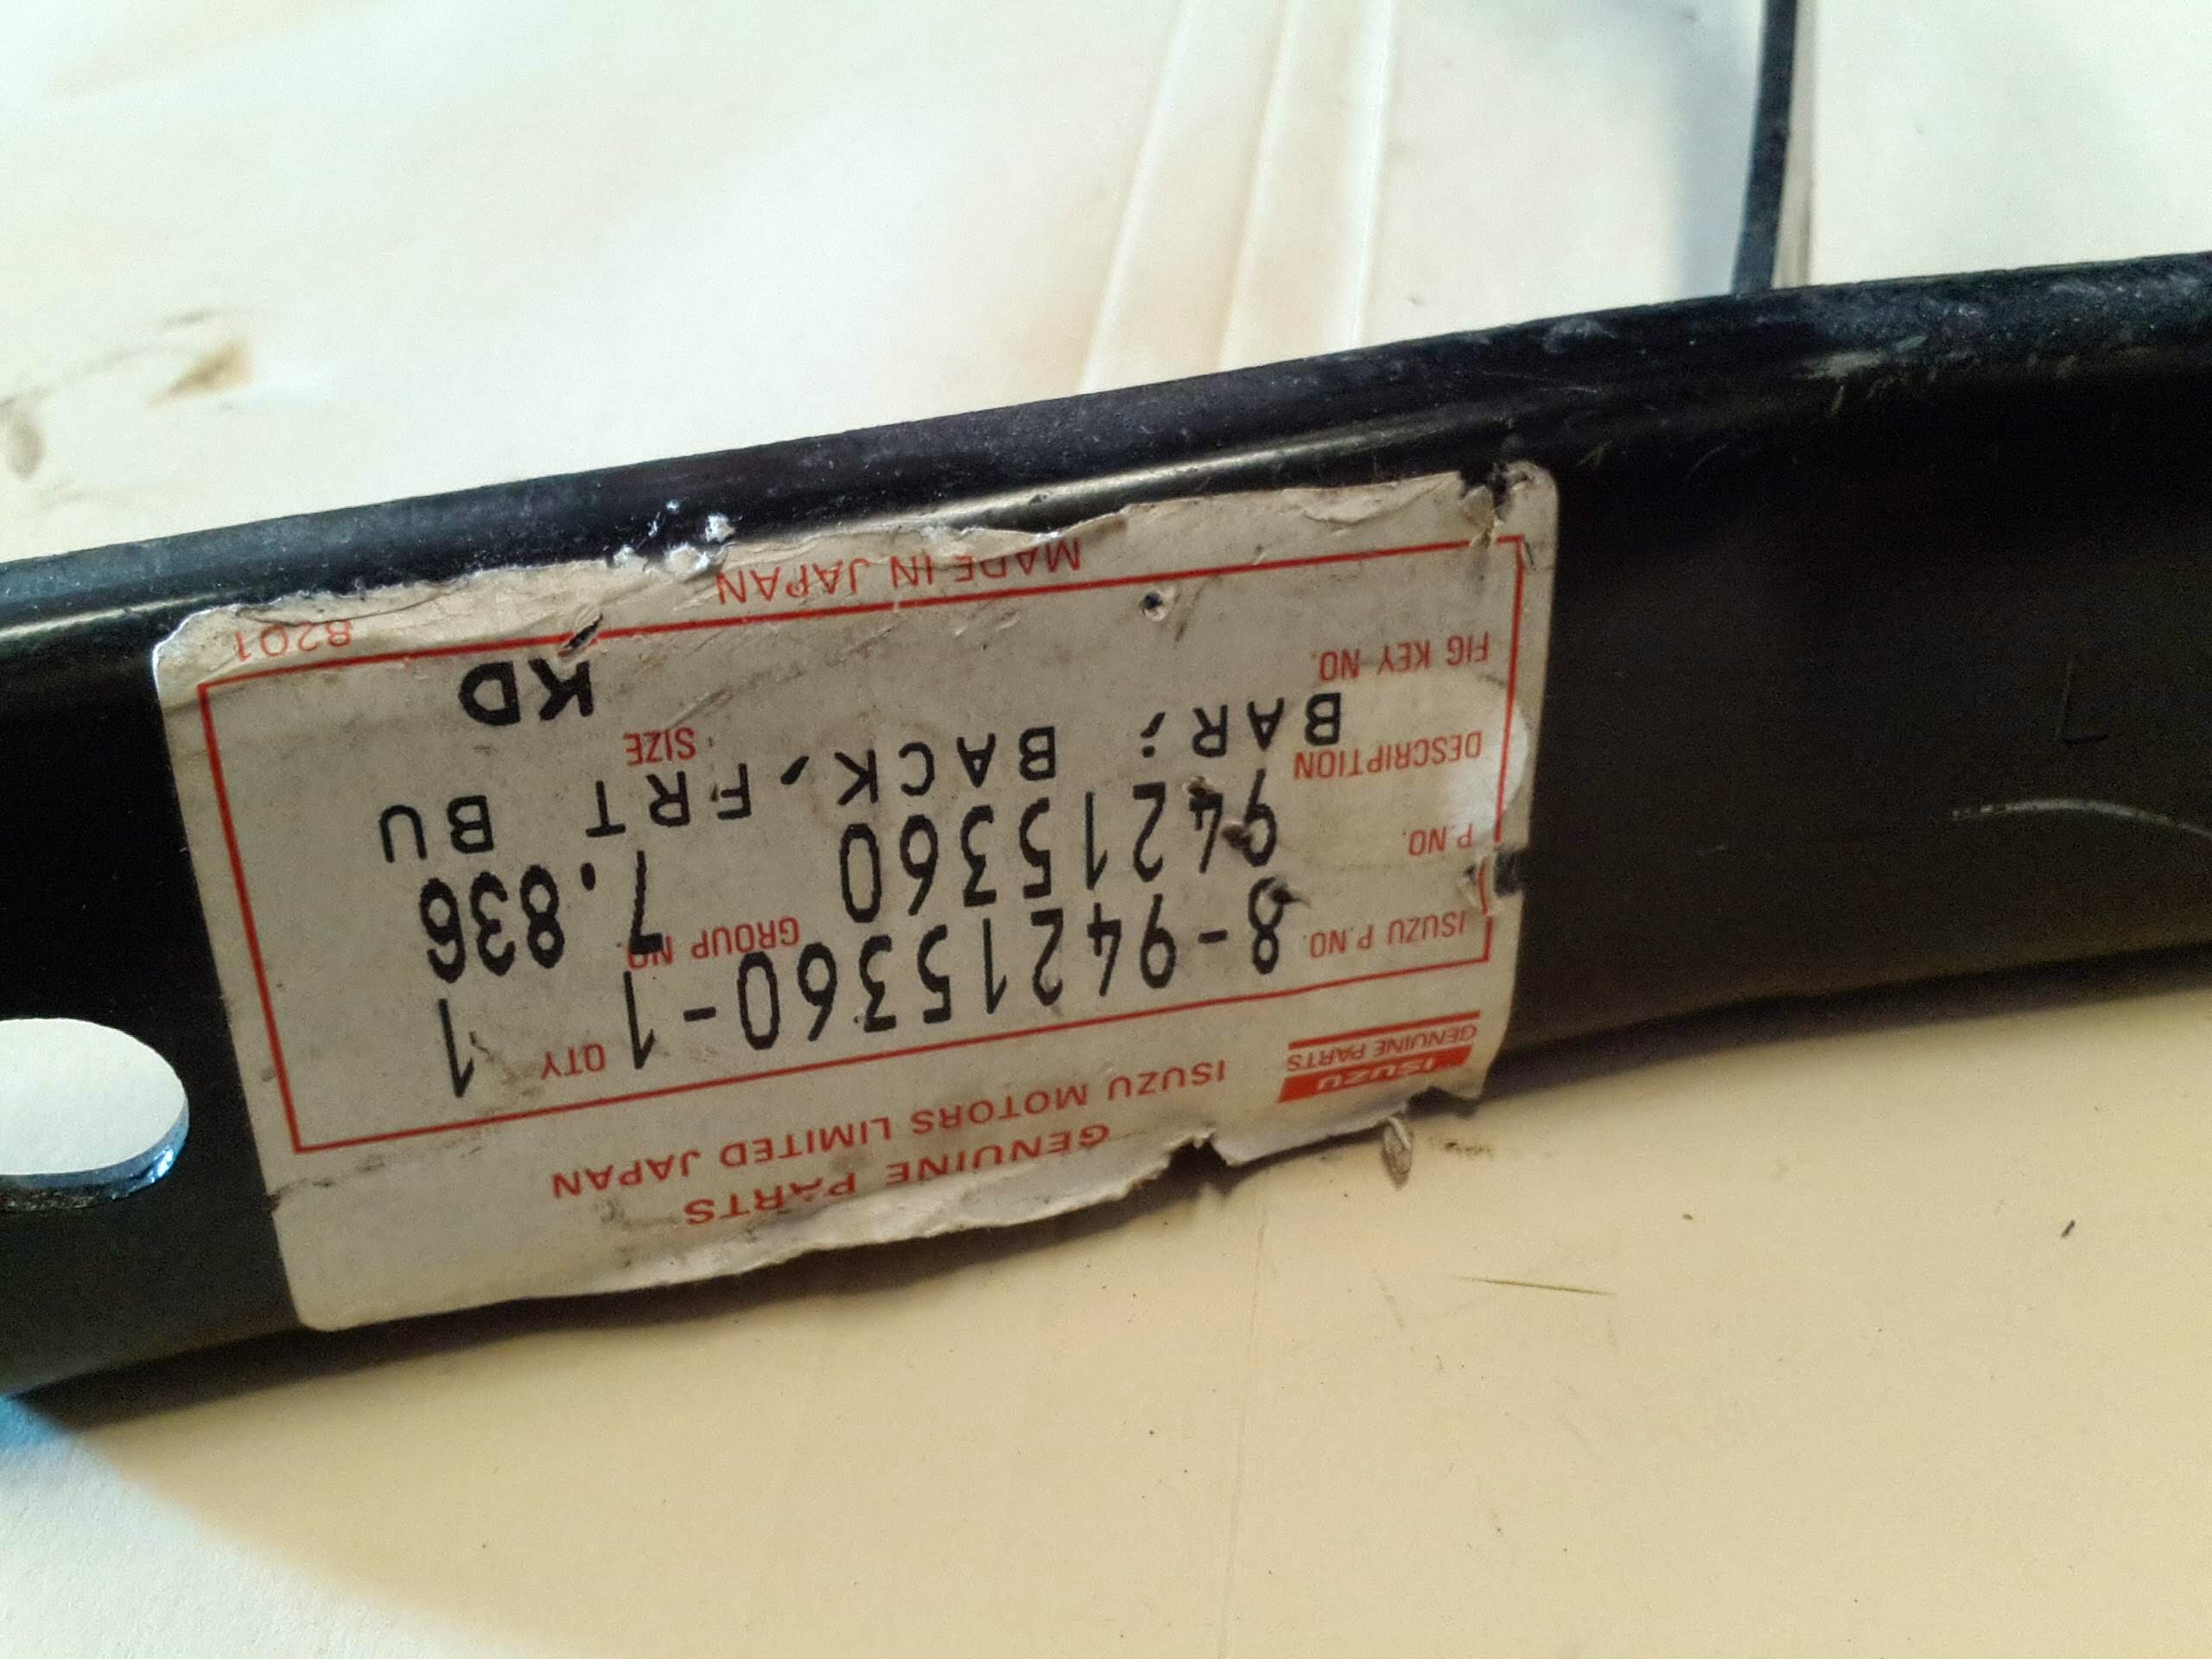 GENUINE PARTS
ISUZU MOTORS LIMITED JAPAN
ISUZU
GENUINE PARTS
ISUZU P.NO. 8-94215360-1 QTY 1
P.NO. 94215360 GROUP NO. 7.836
DESCRIPTION BAR; BACK,FRT BU
FIG KEY NO. SIZE KD
MADE IN JAPAN 8201
L